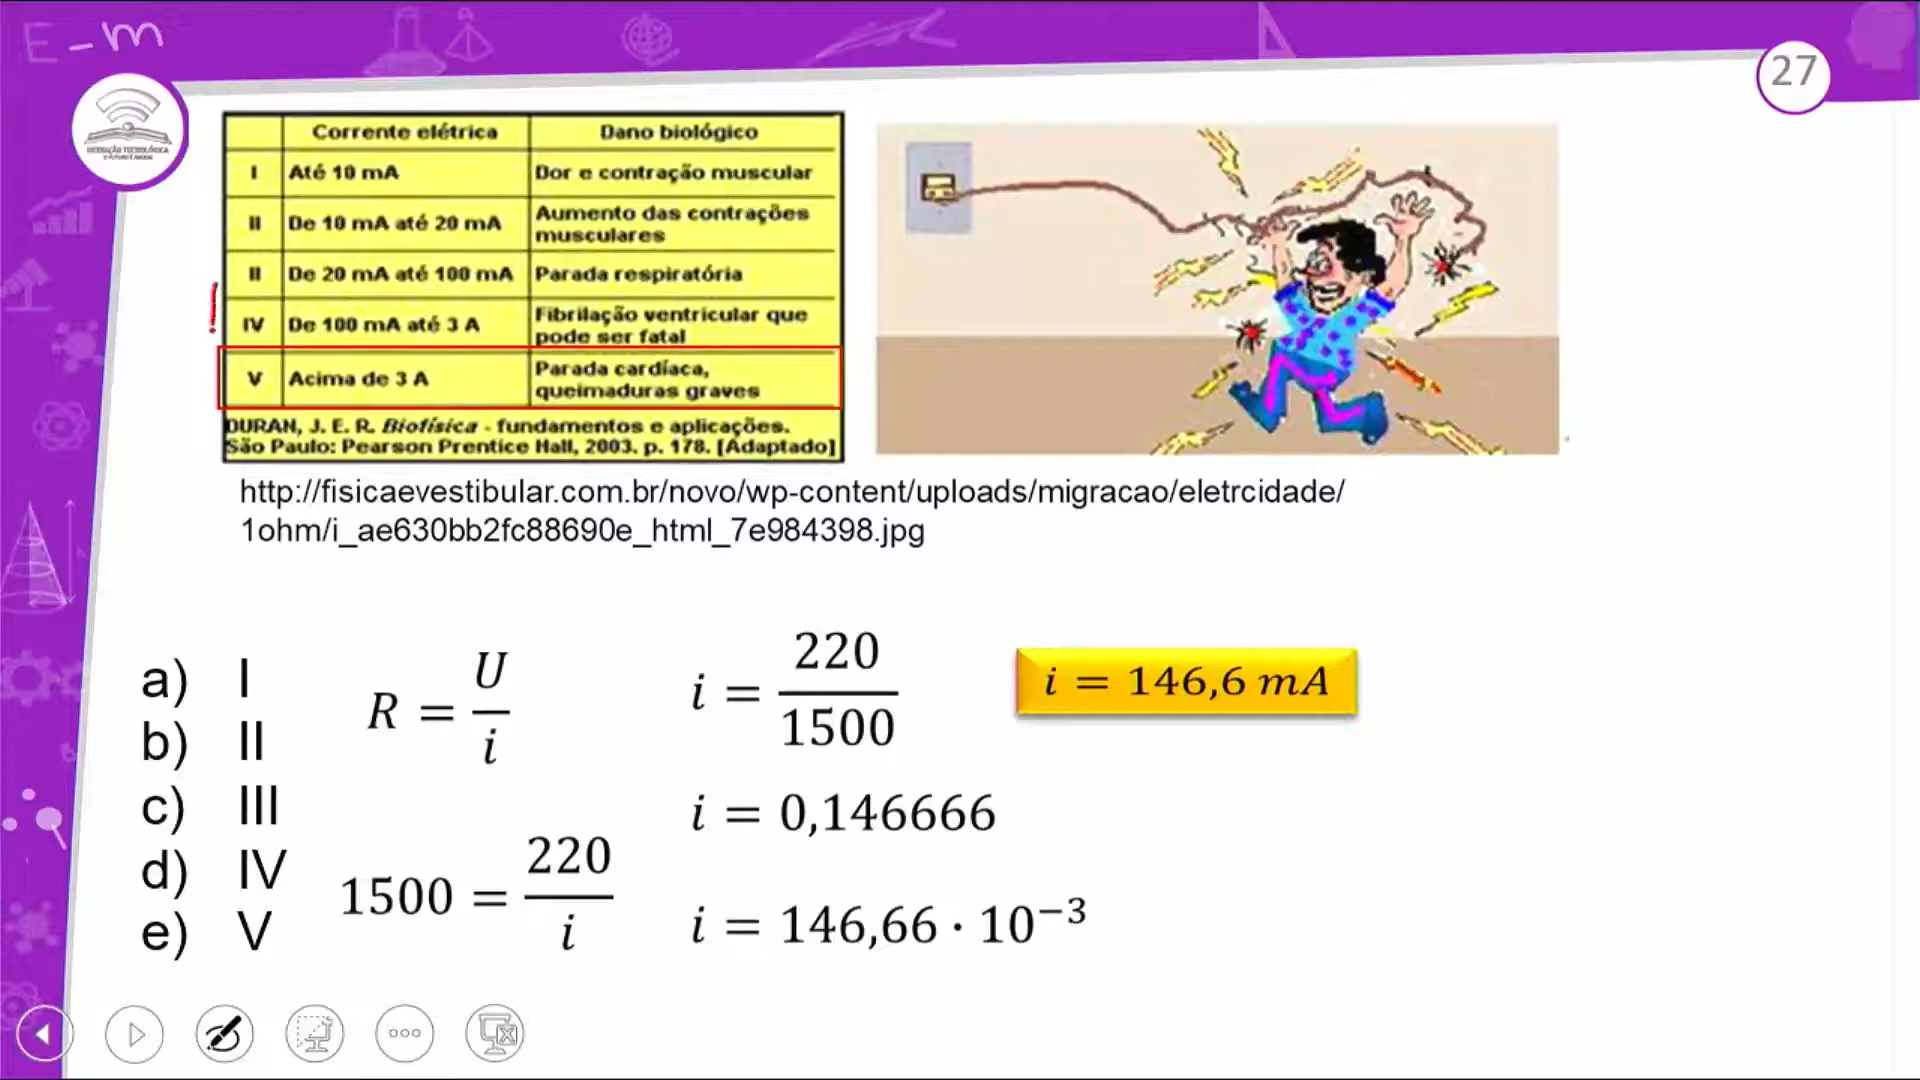 E-m
27
MEDIAÇÃO TECNOLÓGICA
Corrente elétrica Dano biológico
I Até 10 mA Dor e contração muscular
II De 10 mA até 20 mA Aumento das contrações musculares
II De 20 mA até 100 mA Parada respiratória
IV De 100 mA até 3 A Fibrilação ventricular que pode ser fatal
V Acima de 3 A Parada cardíaca, queimaduras graves
DURAN, J. E. R. Biofísica - fundamentos e aplicações.
São Paulo: Pearson Prentice Hall, 2003. p. 178. [Adaptado]
http://fisicaevestibular.com.br/novo/wp-content/uploads/migracao/eletrcidade/
1ohm/i_ae630bb2fc88690e_html_7e984398.jpg
a) I
b) II
c) III
d) IV
e) V
R = U/i
1500 = 220/i
i = 220/1500
i = 0,146666
i = 146,66 · 10⁻³
i = 146,6 mA